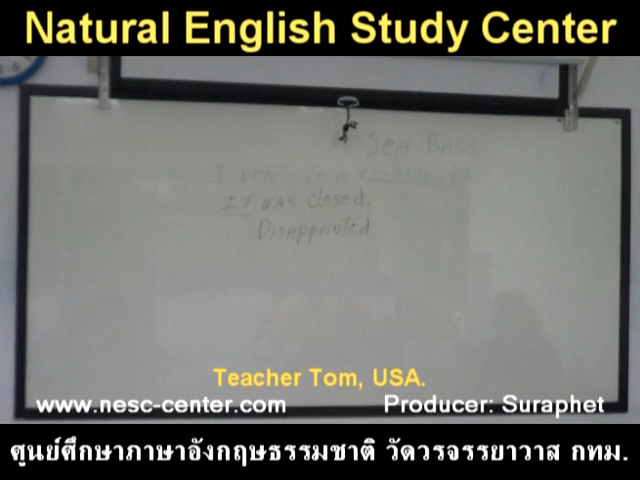 Natural English Study Center
Sea Bass
I went to a
It was closed.
Disappointed
Teacher Tom, USA.
www.nesc-center.com Producer: Suraphet
ศูนย์ศึกษาภาษาอังกฤษธรรมชาติ วัดวรจรรยาวาส กทม.